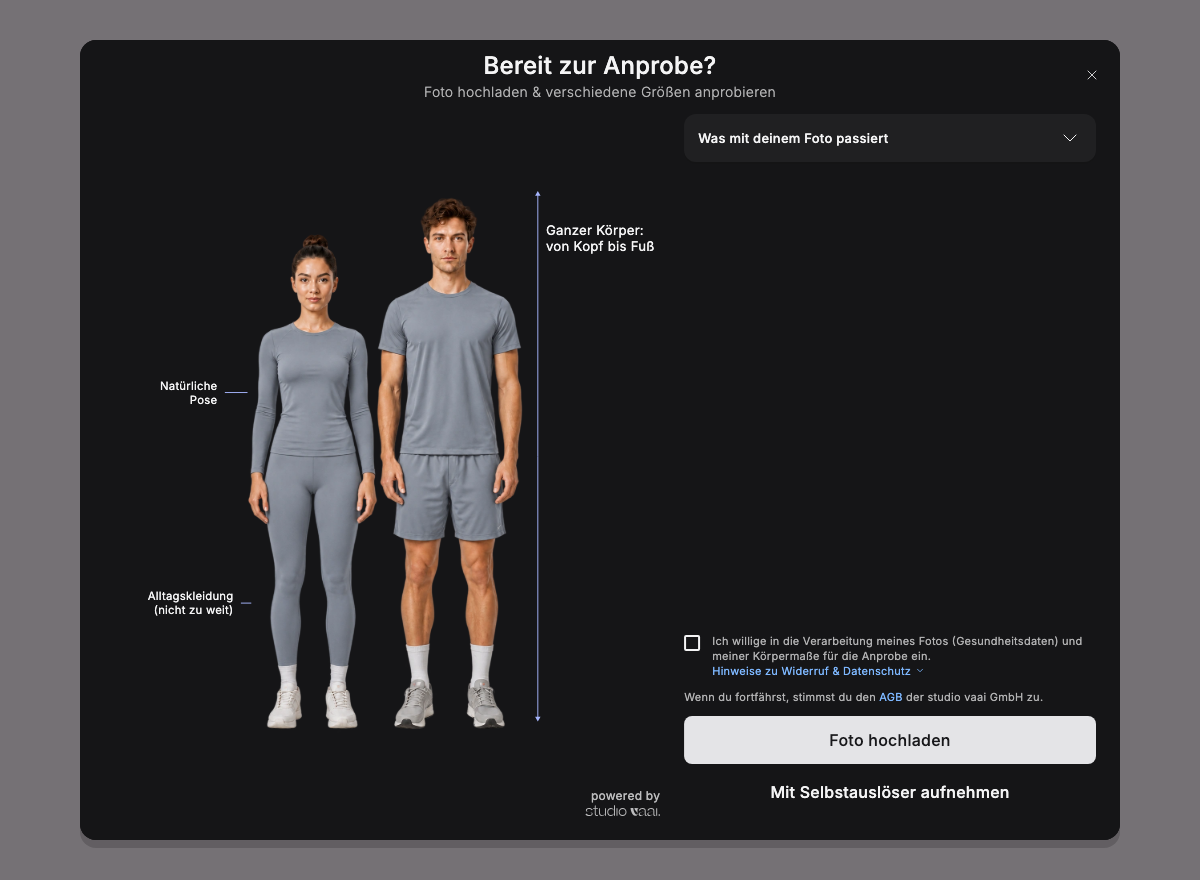 Bereit zur Anprobe?
Foto hochladen & verschiedene Größen anprobieren
Was mit deinem Foto passiert
Ganzer Körper:
von Kopf bis Fuß
Natürliche
Pose
Alltagskleidung
(nicht zu weit)
Ich willige in die Verarbeitung meines Fotos (Gesundheitsdaten) und
meiner Körpermaße für die Anprobe ein.
Hinweise zu Widerruf & Datenschutz
Wenn du fortfährst, stimmst du den AGB der studio vaai GmbH zu.
Foto hochladen
Mit Selbstauslöser aufnehmen
powered by
studio vaai.